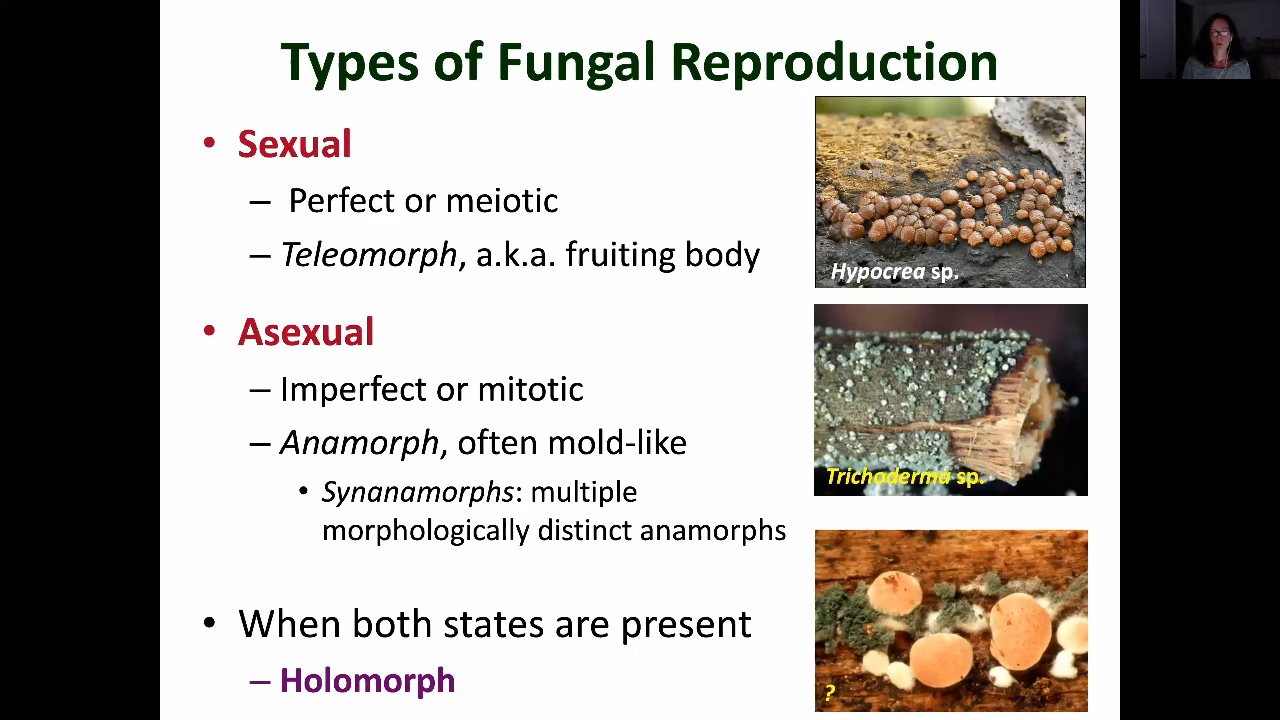 Types of Fungal Reproduction
• Sexual
– Perfect or meiotic
– Teleomorph, a.k.a. fruiting body
Hypocrea sp.
• Asexual
– Imperfect or mitotic
– Anamorph, often mold-like
• Synanamorphs: multiple
morphologically distinct anamorphs
Trichoderma sp.
• When both states are present
– Holomorph
?